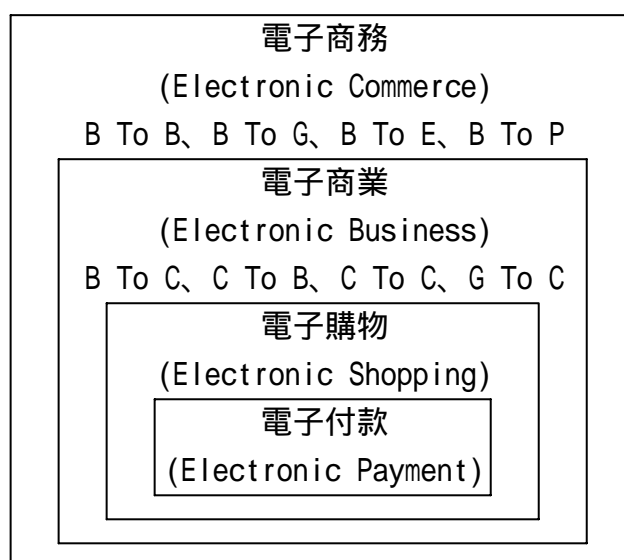 電子商務
(Electronic Commerce)
B To B、B To G、B To E、B To P
電子商業
(Electronic Business)
B To C、C To B、C To C、G To C
電子購物
(Electronic Shopping)
電子付款
(Electronic Payment)